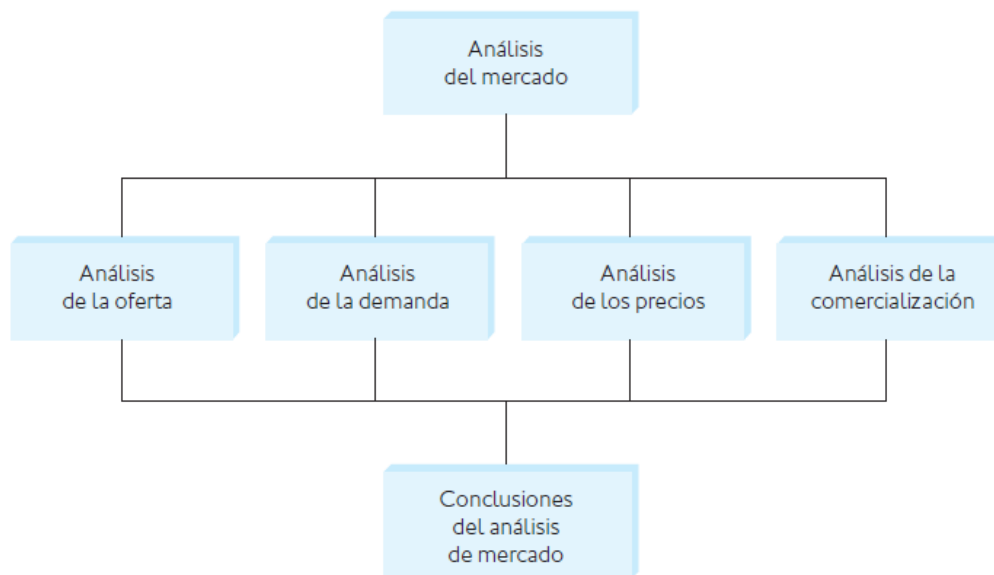 Análisis
del mercado
Análisis
de la oferta
Análisis
de la demanda
Análisis
de los precios
Análisis de la
comercialización
Conclusiones
del análisis
de mercado